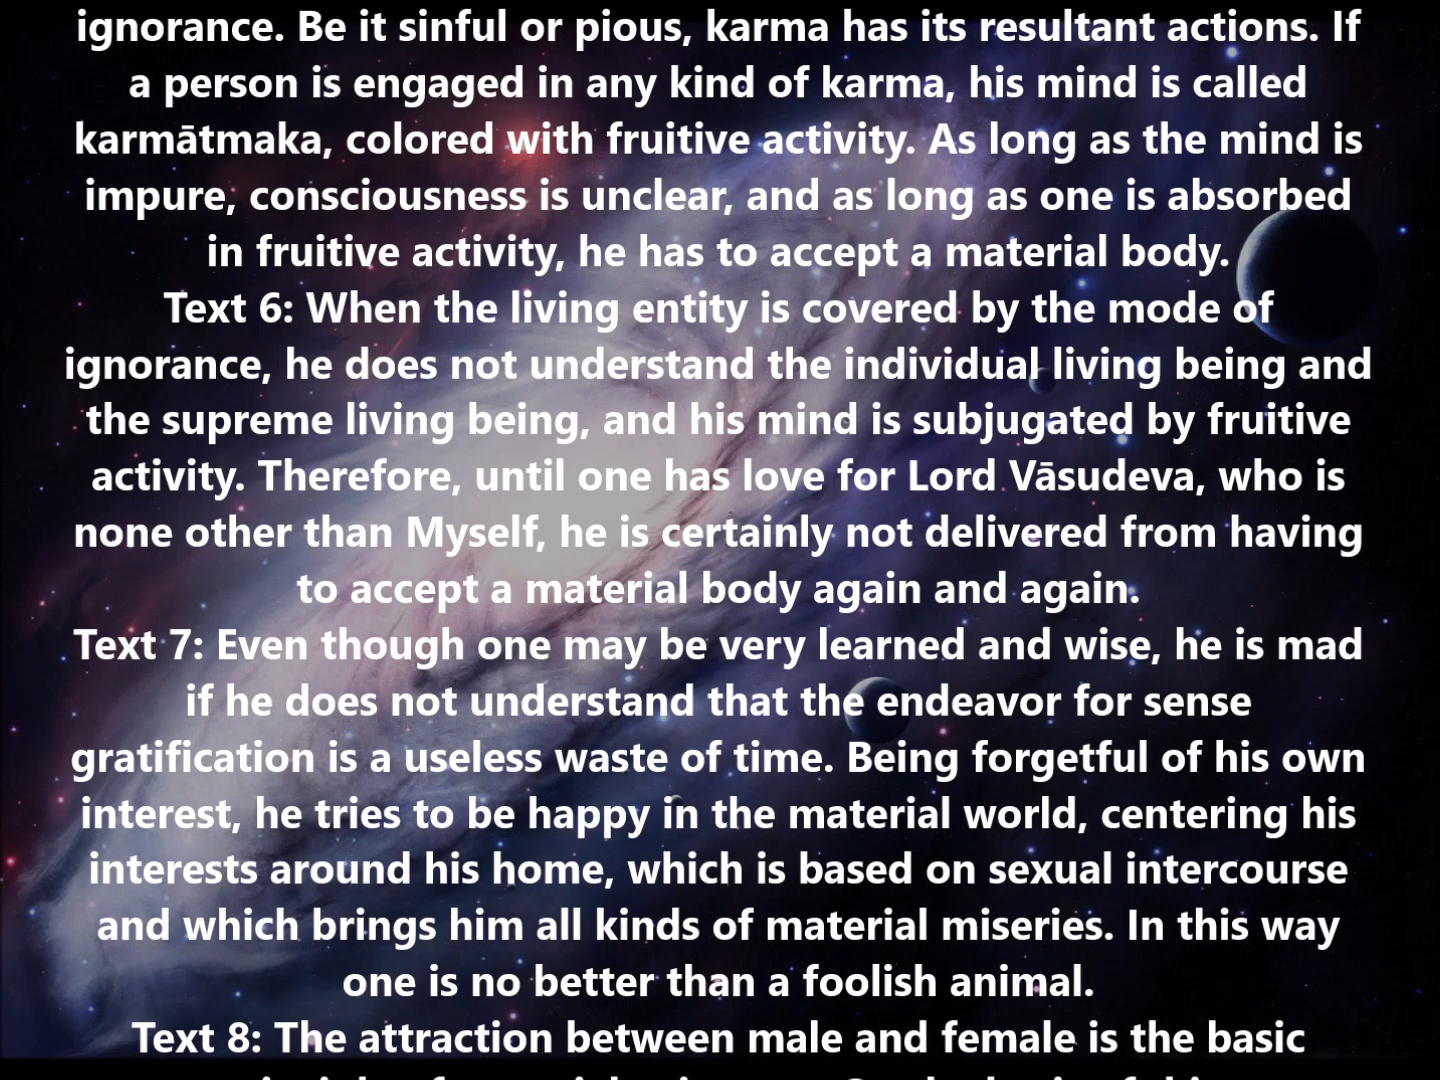 ignorance. Be it sinful or pious, karma has its resultant actions. If
a person is engaged in any kind of karma, his mind is called
karmātmaka, colored with fruitive activity. As long as the mind is
impure, consciousness is unclear, and as long as one is absorbed
in fruitive activity, he has to accept a material body.
Text 6: When the living entity is covered by the mode of
ignorance, he does not understand the individual living being and
the supreme living being, and his mind is subjugated by fruitive
activity. Therefore, until one has love for Lord Vāsudeva, who is
none other than Myself, he is certainly not delivered from having
to accept a material body again and again.
Text 7: Even though one may be very learned and wise, he is mad
if he does not understand that the endeavor for sense
gratification is a useless waste of time. Being forgetful of his own
interest, he tries to be happy in the material world, centering his
interests around his home, which is based on sexual intercourse
and which brings him all kinds of material miseries. In this way
one is no better than a foolish animal.
Text 8: The attraction between male and female is the basic